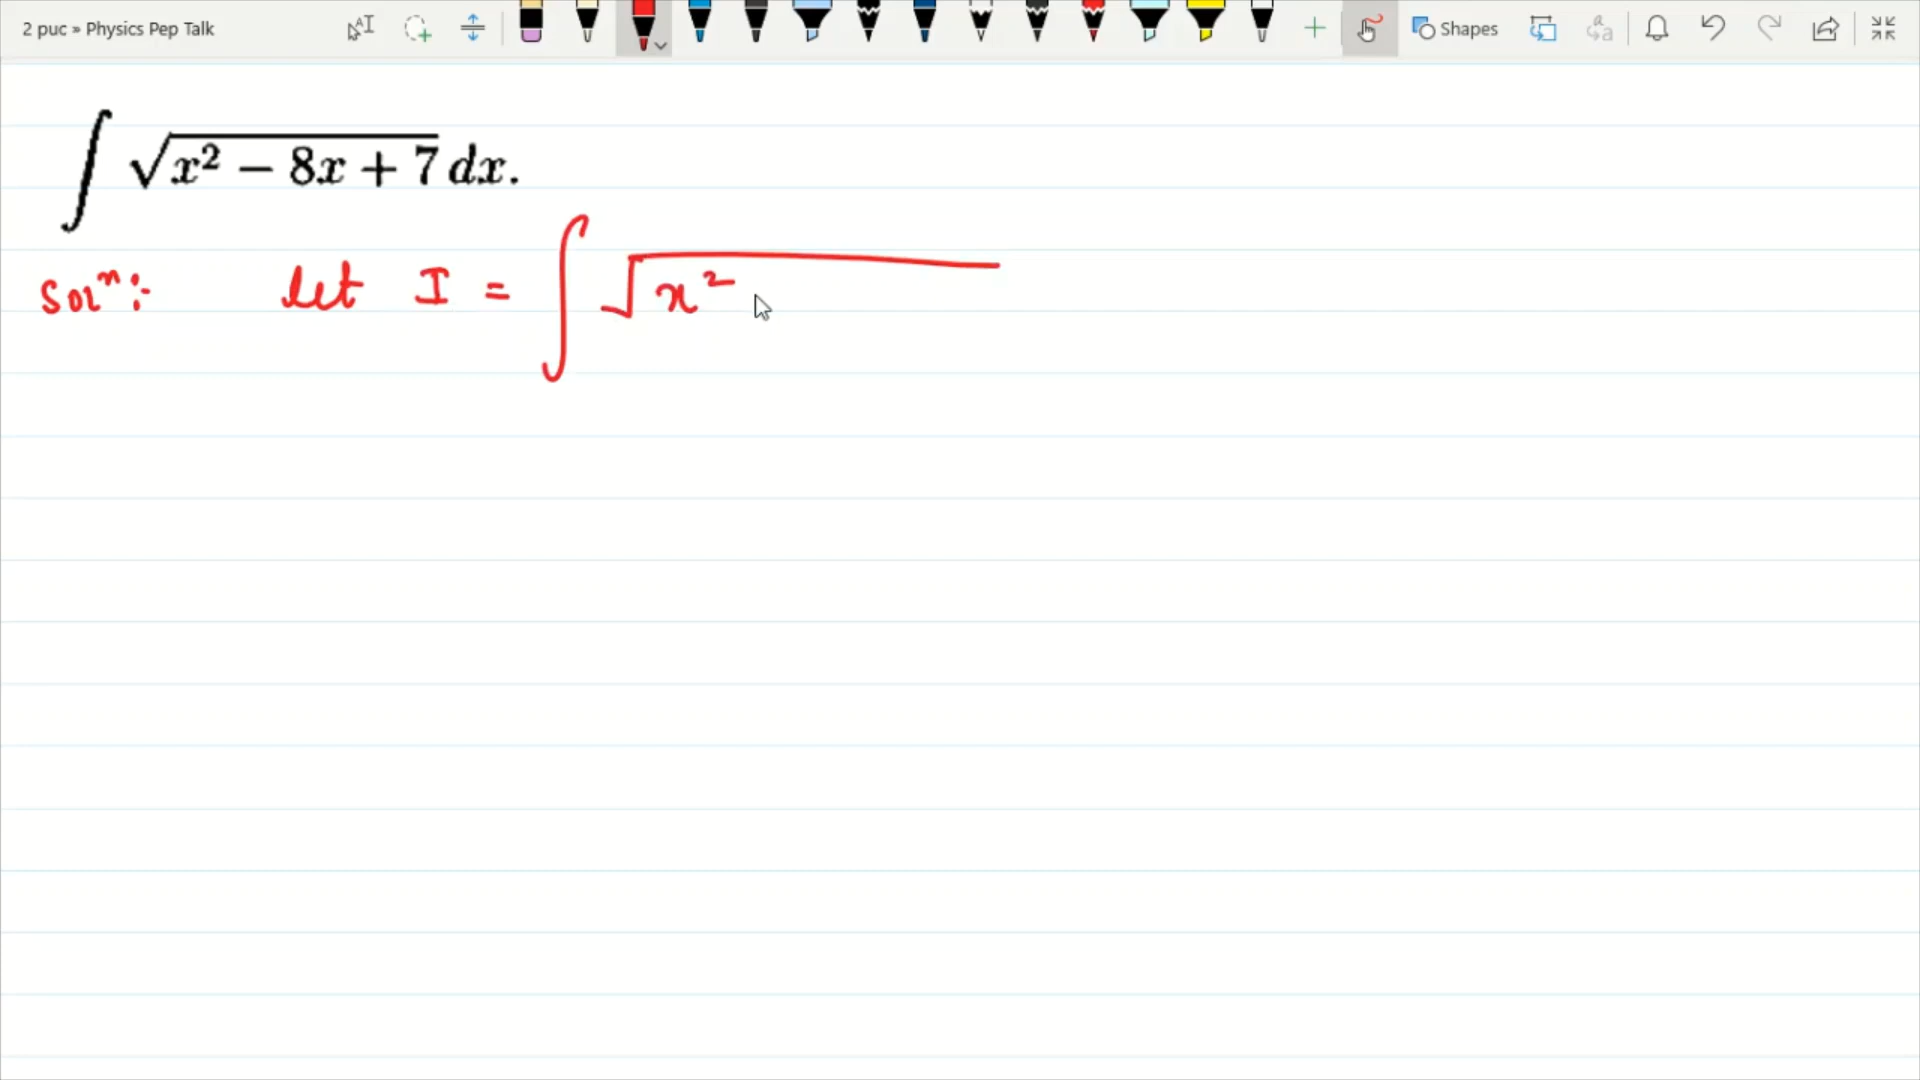 2 puc » Physics Pep Talk Shapes
∫ √x² − 8x + 7 dx.
Solⁿ :- let I = ∫ √x²